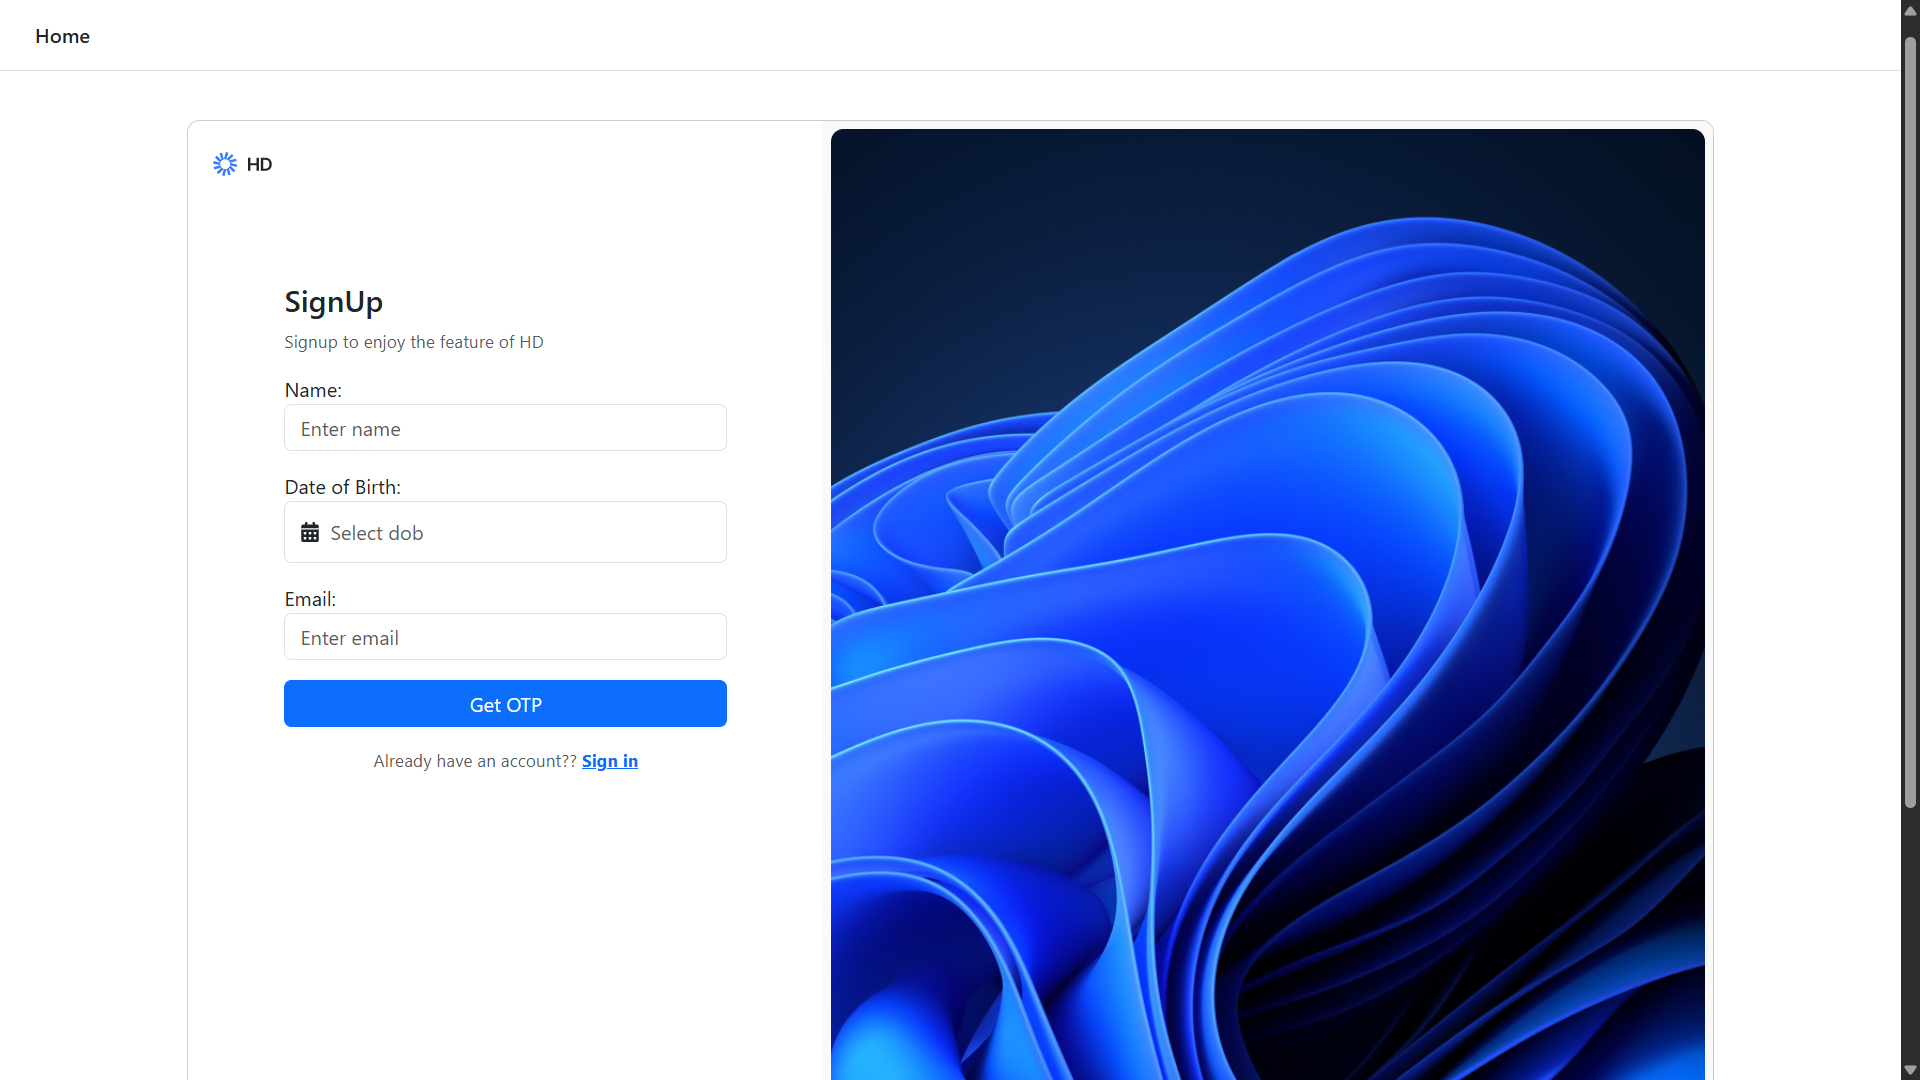 Home
HD
SignUp
Signup to enjoy the feature of HD
Name:
Enter name
Date of Birth:
Select dob
Email:
Enter email
Get OTP
Already have an account?? Sign in